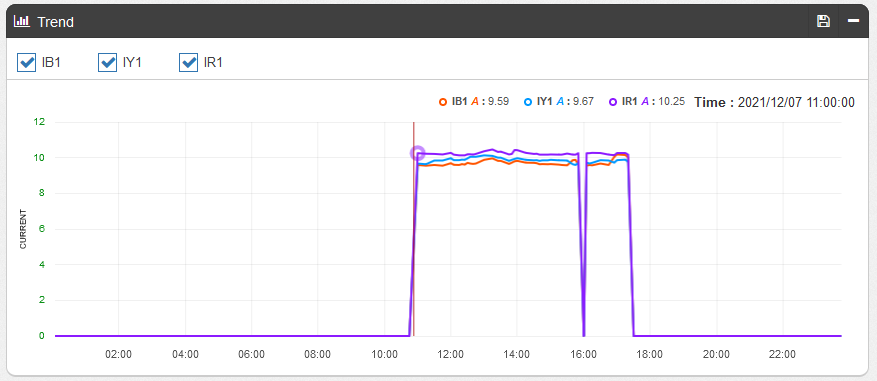 Trend
IB1 IY1 IR1
IB1 A : 9.59 IY1 A : 9.67 IR1 A : 10.25 Time : 2021/12/07 11:00:00
12
10
8
6
CURRENT
4
2
0
02:00 04:00 06:00 08:00 10:00 12:00 14:00 16:00 18:00 20:00 22:00